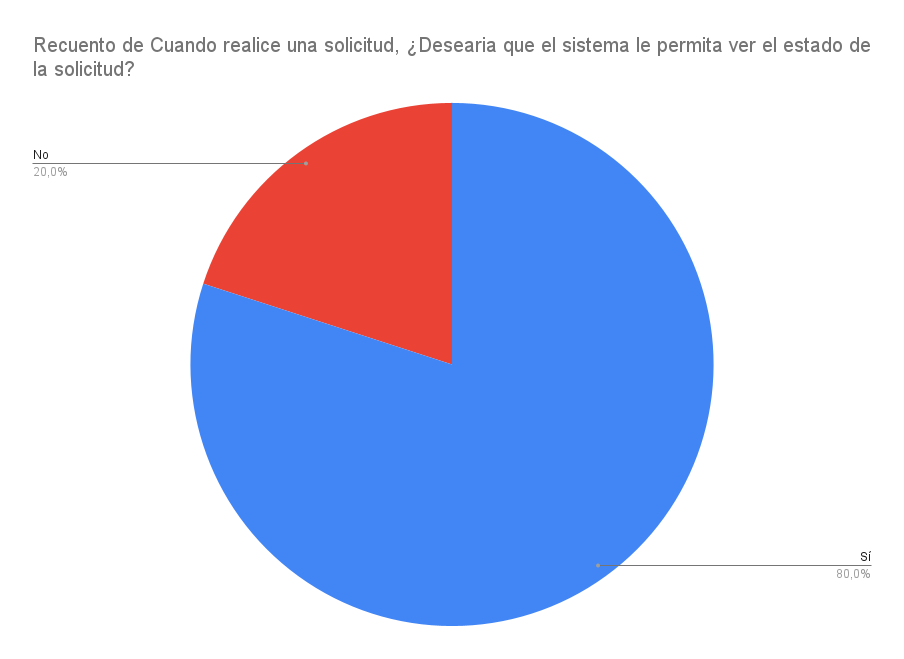 Recuento de Cuando realice una solicitud, ¿Desearia que el sistema le permita ver el estado de
la solicitud?
No
20,0%
Sí
80,0%